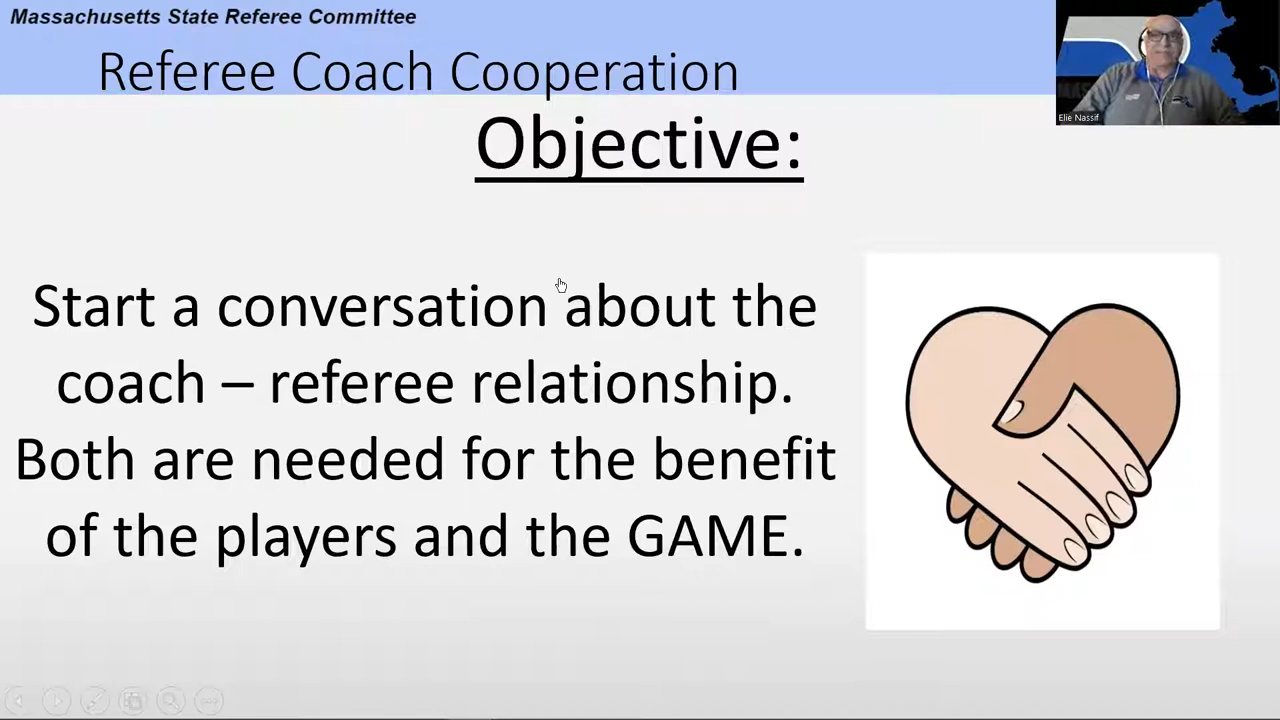 Massachusetts State Referee Committee
Referee Coach Cooperation
Elie Nassif
Objective:
Start a conversation about the
coach – referee relationship.
Both are needed for the benefit
of the players and the GAME.